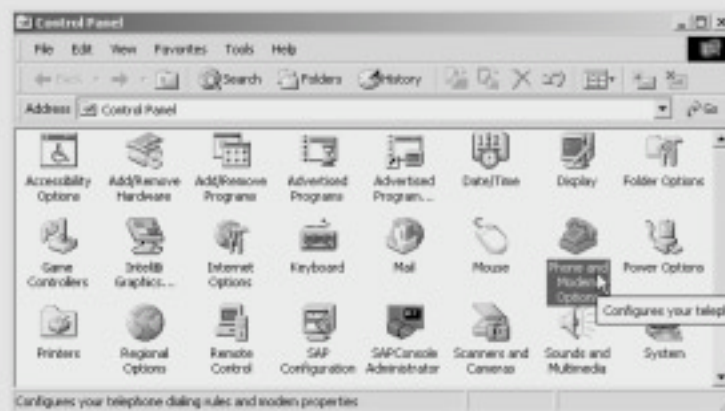 Control Panel
File Edit View Favorites Tools Help
Back Search Folders History
Address Control Panel Go
Accessibility Options
Add/Remove Hardware
Add/Remove Programs
Advertised Programs
Advertised Program...
Date/Time
Display
Folder Options
Game Controllers
Intel® Graphics...
Internet Options
Keyboard
Mail
Mouse
Phone and Modem Options
Power Options
Configures your teleph
Printers
Regional Options
Remote Control
SAP Configuration
SAPConsole Administrator
Scanners and Cameras
Sounds and Multimedia
System
Configures your telephone dialing rules and modem properties